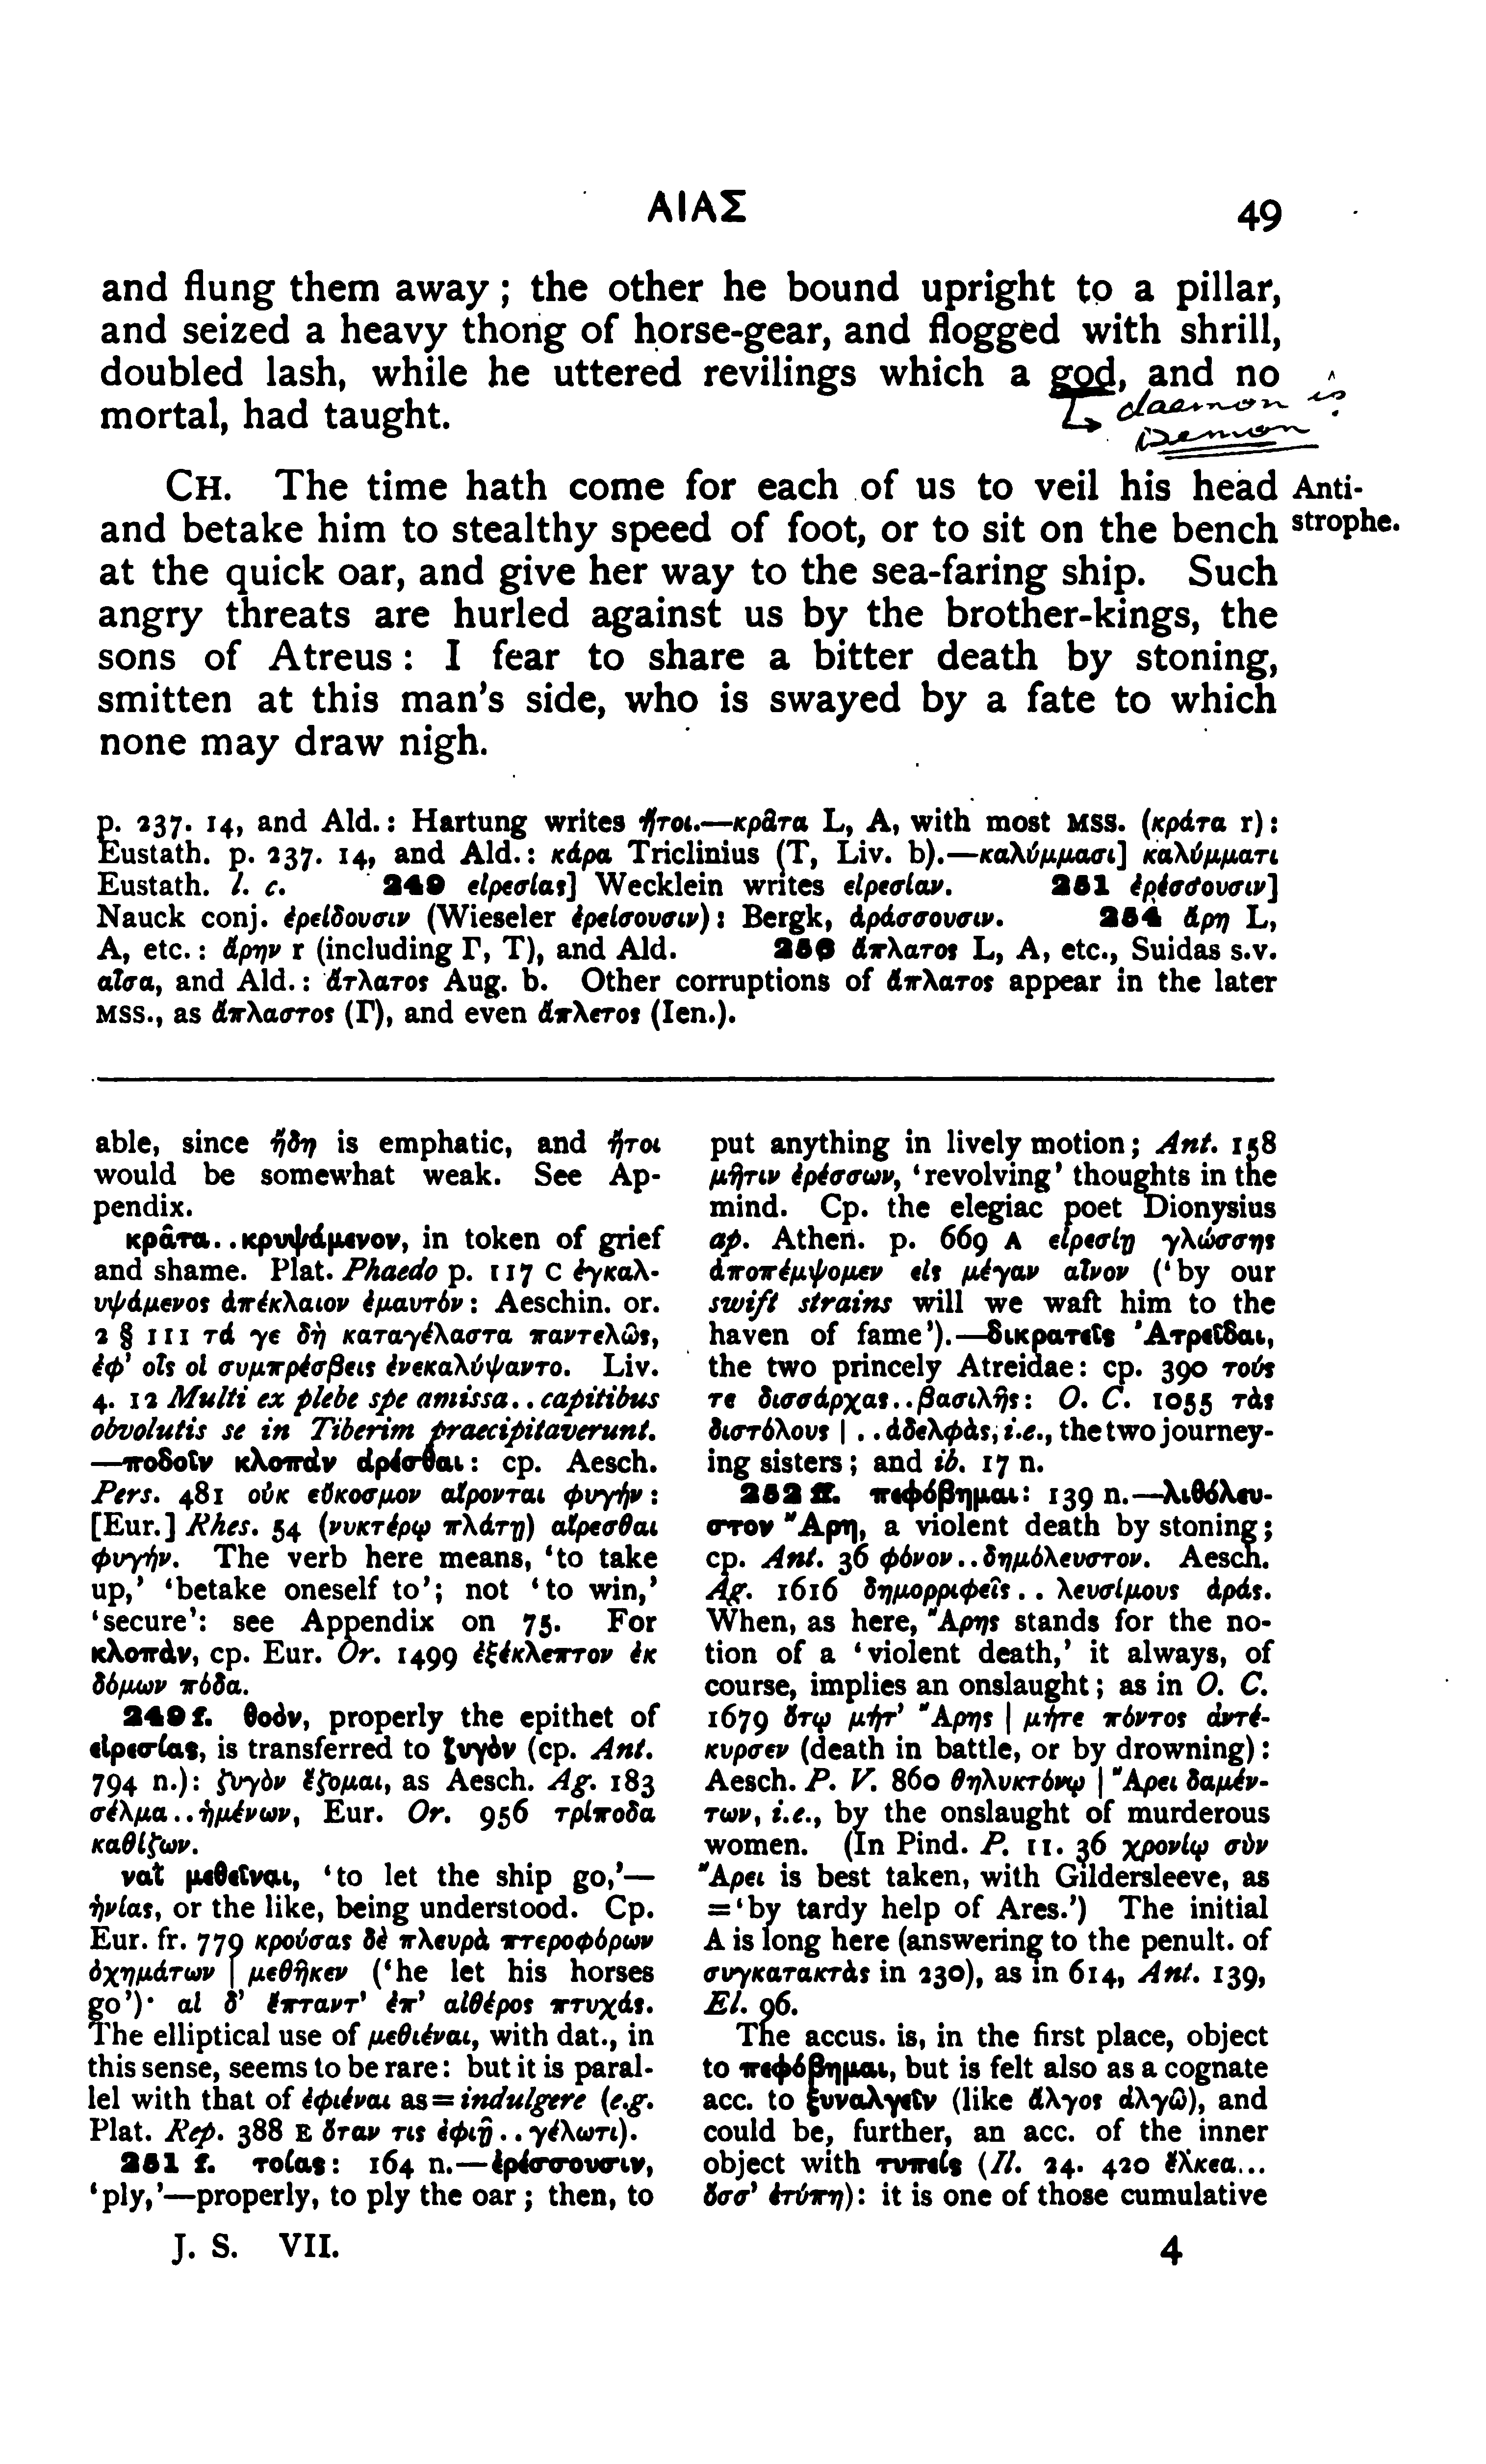 ΑΙΑΣ 49
and flung them away; the other he bound upright to a pillar,
and seized a heavy thong of horse-gear, and flogged with shrill,
doubled lash, while he uttered revilings which a god, and no
mortal, had taught.
daemon is
Demon
CH. The time hath come for each of us to veil his head
Anti-
and betake him to stealthy speed of foot, or to sit on the bench
strophe.
at the quick oar, and give her way to the sea-faring ship. Such
angry threats are hurled against us by the brother-kings, the
sons of Atreus: I fear to share a bitter death by stoning,
smitten at this man's side, who is swayed by a fate to which
none may draw nigh.
p. 237. 14, and Ald.: Hartung writes ἤτοι.—κρᾶτα L, A, with most MSS. (κράτα r):
Eustath. p. 237. 14, and Ald.: κάρα Triclinius (T, Liv. b).—καλύμμασι] καλύμματι
Eustath. l. c. 249 εἰρεσίας] Wecklein writes εἰρεσίαν. 251 ἐρέσσουσιν]
Nauck conj. ἐρείδουσιν (Wieseler ἐρείσουσιν): Bergk, ἀράσσουσιν. 254 ἄρη L,
A, etc.: ἄρην r (including Γ, T), and Ald. 256 ἄπλατος L, A, etc., Suidas s.v.
αἶσα, and Ald.: ἄτλατος Aug. b. Other corruptions of ἄπλατος appear in the later
MSS., as ἄπλαστος (Γ), and even ἄπλετος (Ien.).
able, since ἤδη is emphatic, and ἤτοι
would be somewhat weak. See Ap-
pendix.
κρᾶτα..κρυψάμενον, in token of grief
and shame. Plat. Phaedo p. 117 C ἐγκαλ-
υψάμενος ἀπέκλαιον ἐμαυτόν: Aeschin. or.
2 § 111 τά γε δὴ καταγέλαστα παντελῶς,
ἐφ' οἷς οἱ συμπρέσβεις ἐνεκαλύψαντο. Liv.
4. 12 Multi ex plebe spe amissa..capitibus
obvolutis se in Tiberim praecipitaverunt.
—ποδοῖν κλοπὰν ἀρέσθαι: cp. Aesch.
Pers. 481 οὐκ εὔκοσμον αἴρονται φυγήν:
[Eur.] Rhes. 54 (νυκτέρῳ πλάτῃ) αἴρεσθαι
φυγήν. The verb here means, 'to take
up,' 'betake oneself to'; not 'to win,'
'secure': see Appendix on 75. For
κλοπὰν, cp. Eur. Or. 1499 ἐξέκλεπτον ἐκ
δόμων πόδα.
249 f. θοὸν, properly the epithet of
εἰρεσίας, is transferred to ζυγὸν (cp. Ant.
794 n.): ζυγὸν ἕζομαι, as Aesch. Ag. 183
σέλμα..ἡμένων, Eur. Or. 956 τρίποδα
καθίζων.
ναῒ μεθεῖναι, 'to let the ship go,'—
ἡνίας, or the like, being understood. Cp.
Eur. fr. 779 κρούσας δὲ πλευρὰ πτεροφόρων
ὀχημάτων | μεθῆκεν ('he let his horses
go')· αἱ δ' ἔπταντ' ἐπ' αἰθέρος πτυχάς.
The elliptical use of μεθιέναι, with dat., in
this sense, seems to be rare: but it is paral-
lel with that of ἐφιέναι as=indulgere (e.g.
Plat. Rep. 388 E ὅταν τις ἐφιῇ..γέλωτι).
251 f. τοίας: 164 n.—ἐρέσσουσιν,
'ply,'—properly, to ply the oar; then, to
put anything in lively motion; Ant. 158
μῆτιν ἐρέσσων, 'revolving' thoughts in the
mind. Cp. the elegiac poet Dionysius
ap. Athen. p. 669 A εἰρεσίῃ γλώσσης
ἀποπέμψομεν εἰς μέγαν αἶνον ('by our
swift strains will we waft him to the
haven of fame').—δικρατεῖς Ἀτρεῖδαι,
the two princely Atreidae: cp. 390 τούς
τε δισσάρχας..βασιλῆς: O. C. 1055 τὰς
διστόλους | ..ἀδελφὰς, i.e., the two journey-
ing sisters; and ib. 17 n.
252 ff. πεφόβημαι: 139 n.—λιθόλευ-
στον Ἄρη, a violent death by stoning;
cp. Ant. 36 φόνον..δημόλευστον. Aesch.
Ag. 1616 δημορριφεῖς..λευσίμους ἀράς.
When, as here, Ἄρης stands for the no-
tion of a 'violent death,' it always, of
course, implies an onslaught; as in O. C.
1679 ὅτῳ μήτ' Ἄρης | μήτε πόντος ἀντέ-
κυρσεν (death in battle, or by drowning):
Aesch. P. V. 860 θηλυκτόνῳ | Ἄρει δαμέν-
των, i.e., by the onslaught of murderous
women. (In Pind. P. 11. 36 χρονίῳ σὺν
Ἄρει is best taken, with Gildersleeve, as
='by tardy help of Ares.') The initial
A is long here (answering to the penult. of
συγκατακτὰς in 230), as in 614, Ant. 139,
El. 96.
The accus. is, in the first place, object
to πεφόβημαι, but is felt also as a cognate
acc. to ξυναλγεῖν (like ἄλγος ἀλγῶ), and
could be, further, an acc. of the inner
object with τυπείς (Il. 24. 420 ἕλκεα...
ὅσσ' ἐτύπη): it is one of those cumulative
J. S. VII. 4